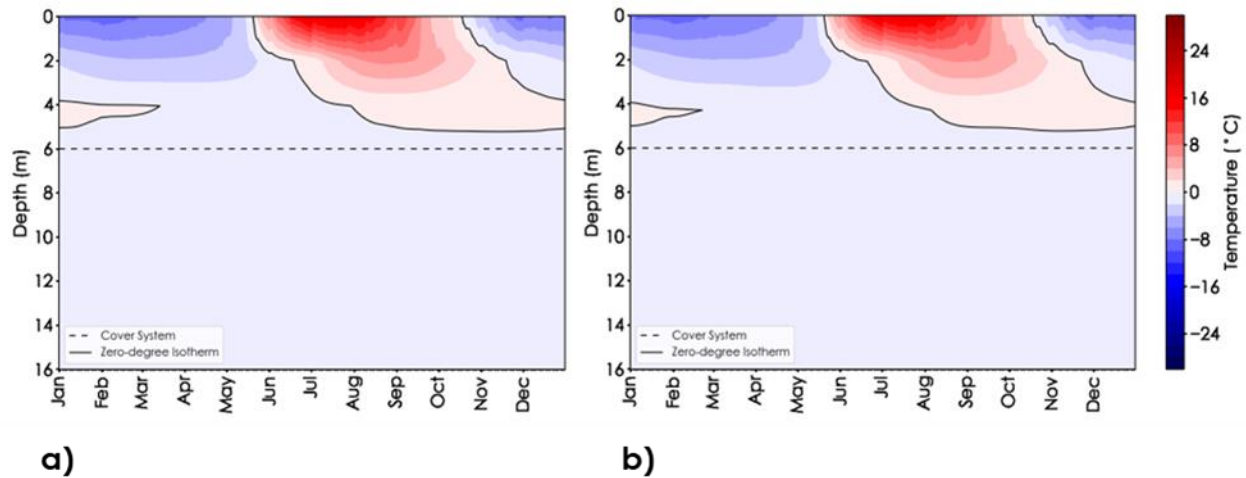 0
2
4
6
8
10
12
14
16
Depth (m)
Cover System
Zero-degree Isotherm
Jan
Feb
Mar
Apr
May
Jun
Jul
Aug
Sep
Oct
Nov
Dec
a)
0
2
4
6
8
10
12
14
16
Depth (m)
Cover System
Zero-degree Isotherm
Jan
Feb
Mar
Apr
May
Jun
Jul
Aug
Sep
Oct
Nov
Dec
b)
24
16
8
0
−8
−16
−24
Temperature (°C)